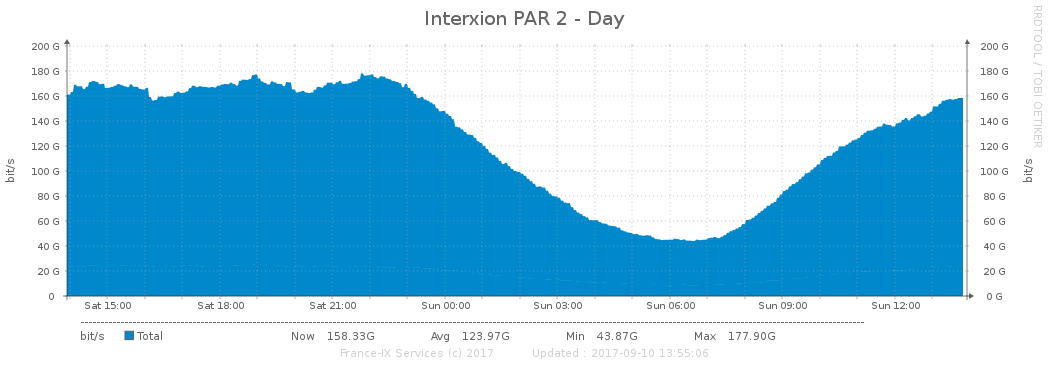 Interxion PAR 2 - Day
RRDTOOL / TOBI OETIKER
200 G 200 G
180 G 180 G
160 G 160 G
140 G 140 G
120 G 120 G
100 G 100 G
80 G 80 G
60 G 60 G
40 G 40 G
20 G 20 G
0 0 G
bit/s
bit/s
Sat 15:00 Sat 18:00 Sat 21:00 Sun 00:00 Sun 03:00 Sun 06:00 Sun 09:00 Sun 12:00
bit/s Total Now 158.33G Avg 123.97G Min 43.87G Max 177.90G
France-IX Services (c) 2017 Updated : 2017-09-10 13:55:06